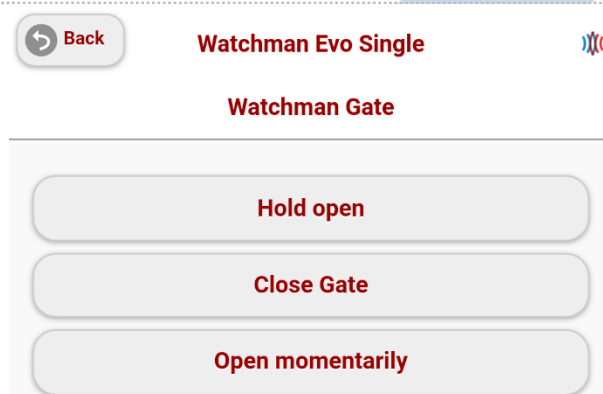 Back
Watchman Evo Single
Watchman Gate
Hold open
Close Gate
Open momentarily